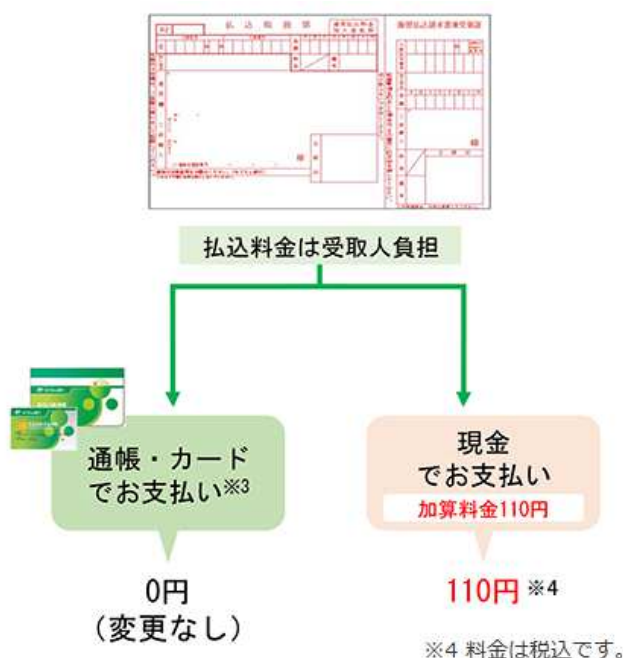 払込取扱票
払込料金は受取人負担
通帳・カード
でお支払い※3
現金
でお支払い
加算料金110円
0円
（変更なし）
110円 ※4
※4 料金は税込です。